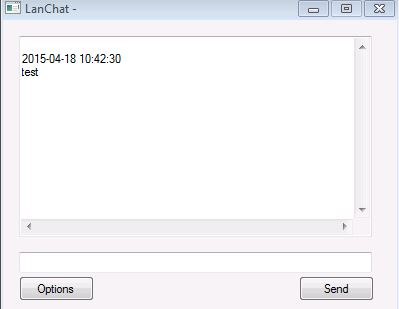 LanChat -
2015-04-18 10:42:30
test
Options
Send